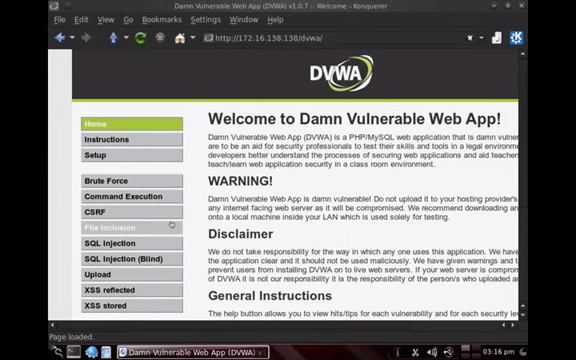 Damn Vulnerable Web App (DVWA) v1.0.7 :: Welcome – Konqueror
File Edit View Go Bookmarks Settings Window Help
http://172.16.138.138/dvwa/
DVWA
Home
Instructions
Setup
Brute Force
Command Execution
CSRF
File Inclusion
SQL Injection
SQL Injection (Blind)
Upload
XSS reflected
XSS stored
Welcome to Damn Vulnerable Web App!
Damn Vulnerable Web App (DVWA) is a PHP/MySQL web application that is damn vulne
are to be an aid for security professionals to test their skills and tools in a legal environm
developers better understand the processes of securing web applications and aid teache
teach/learn web application security in a class room environment.
WARNING!
Damn Vulnerable Web App is damn vulnerable! Do not upload it to your hosting provider's
any internet facing web server as it will be compromised. We recommend downloading an
onto a local machine inside your LAN which is used solely for testing.
Disclaimer
We do not take responsibility for the way in which any one uses this application. We have
the application clear and it should not be used maliciously. We have given warnings and t
prevent users from installing DVWA on to live web servers. If your web server is comprom
of DVWA it is not our responsibility it is the responsibility of the person/s who uploaded a
General Instructions
The help button allows you to view hits/tips for each vulnerability and for each security le
Page loaded.
Damn Vulnerable Web App (DVWA) v1
03:16 pm